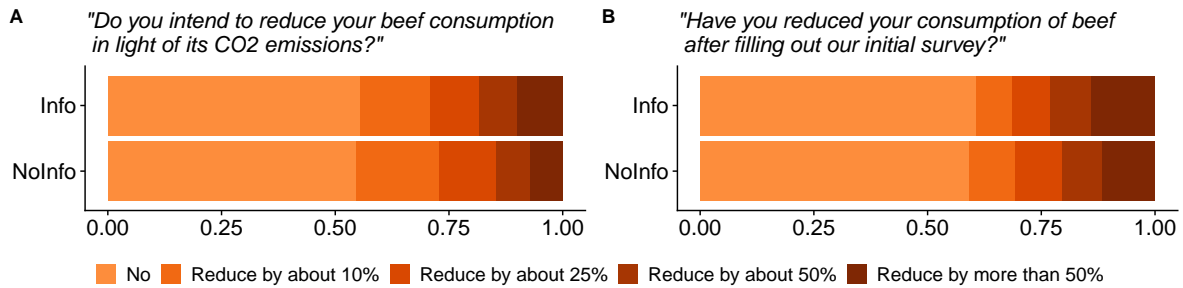 A
"Do you intend to reduce your beef consumption
in light of its CO2 emissions?"
Info
NoInfo
0.00 0.25 0.50 0.75 1.00
B
"Have you reduced your consumption of beef
after filling out our initial survey?"
Info
NoInfo
0.00 0.25 0.50 0.75 1.00
No Reduce by about 10% Reduce by about 25% Reduce by about 50% Reduce by more than 50%